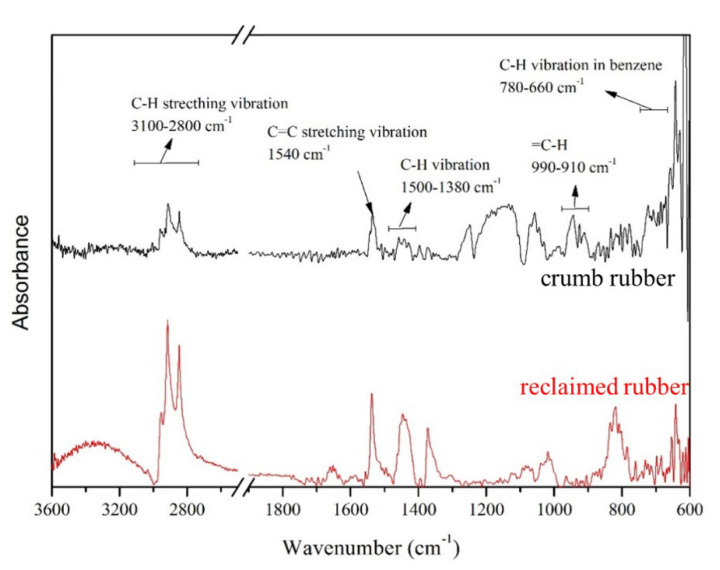 C-H vibration in benzene
780-660 cm⁻¹
C-H strecthing vibration
3100-2800 cm⁻¹
C=C stretching vibration
1540 cm⁻¹
=C-H
990-910 cm⁻¹
C-H vibration
1500-1380 cm⁻¹
Absorbance
crumb rubber
reclaimed rubber
3600 3200 2800 1800 1600 1400 1200 1000 800 600
Wavenumber (cm⁻¹)